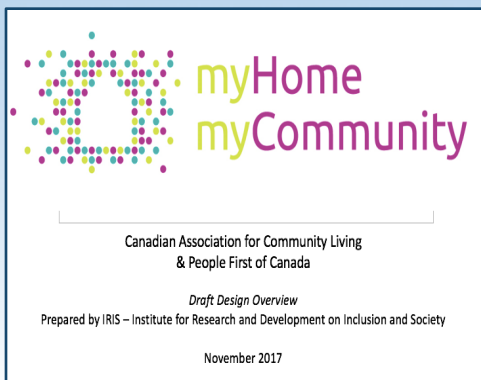 myHome
myCommunity
Canadian Association for Community Living
& People First of Canada
Draft Design Overview
Prepared by IRIS – Institute for Research and Development on Inclusion and Society
November 2017